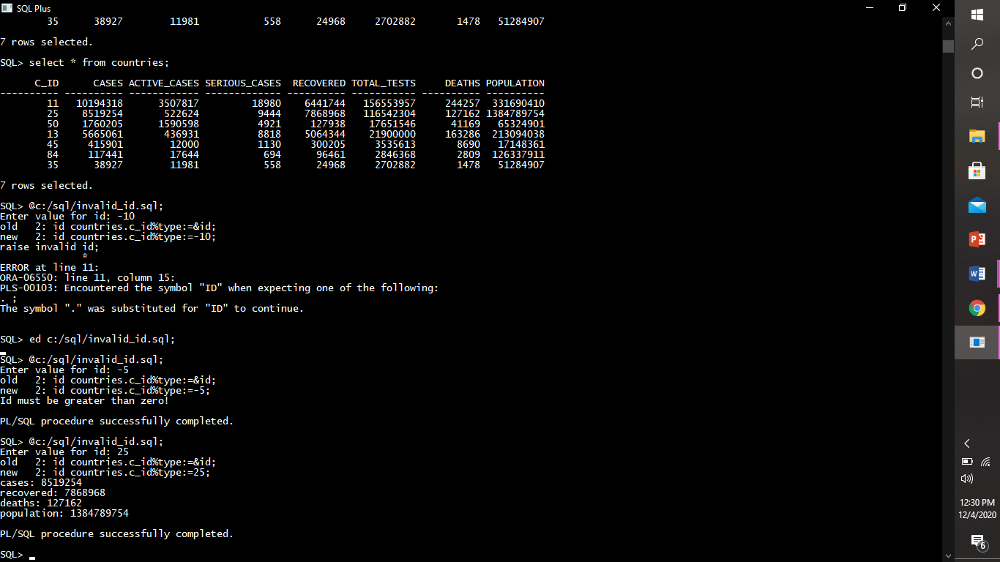 SQL Plus
35 38927 11981 558 24968 2702882 1478 51284907
7 rows selected.
SQL> select * from countries;
C_ID CASES ACTIVE_CASES SERIOUS_CASES RECOVERED TOTAL_TESTS DEATHS POPULATION
---------- ---------- ------------ ------------- ---------- ----------- ---------- ----------
11 10194318 3507817 18980 6441744 156553957 244257 331690410
25 8519254 522624 9444 7868968 116542304 127162 1384789754
50 1760205 1590598 4921 127938 17651546 41169 65324901
13 5665061 436931 8818 5064344 21900000 163286 213094038
45 415901 12000 1130 300205 3535613 8690 17148361
84 117441 17644 694 96461 2846368 2809 126337911
35 38927 11981 558 24968 2702882 1478 51284907
7 rows selected.
SQL> @c:/sql/invalid_id.sql;
Enter value for id: -10
old 2: id countries.c_id%type:=&id;
new 2: id countries.c_id%type:=-10;
raise invalid id;
*
ERROR at line 11:
ORA-06550: line 11, column 15:
PLS-00103: Encountered the symbol "ID" when expecting one of the following:
. ;
The symbol "." was substituted for "ID" to continue.
SQL> ed c:/sql/invalid_id.sql;
SQL> @c:/sql/invalid_id.sql;
Enter value for id: -5
old 2: id countries.c_id%type:=&id;
new 2: id countries.c_id%type:=-5;
Id must be greater than zero!
PL/SQL procedure successfully completed.
SQL> @c:/sql/invalid_id.sql;
Enter value for id: 25
old 2: id countries.c_id%type:=&id;
new 2: id countries.c_id%type:=25;
cases: 8519254
recovered: 7868968
deaths: 127162
population: 1384789754
PL/SQL procedure successfully completed.
SQL>
12:30 PM
12/4/2020
6